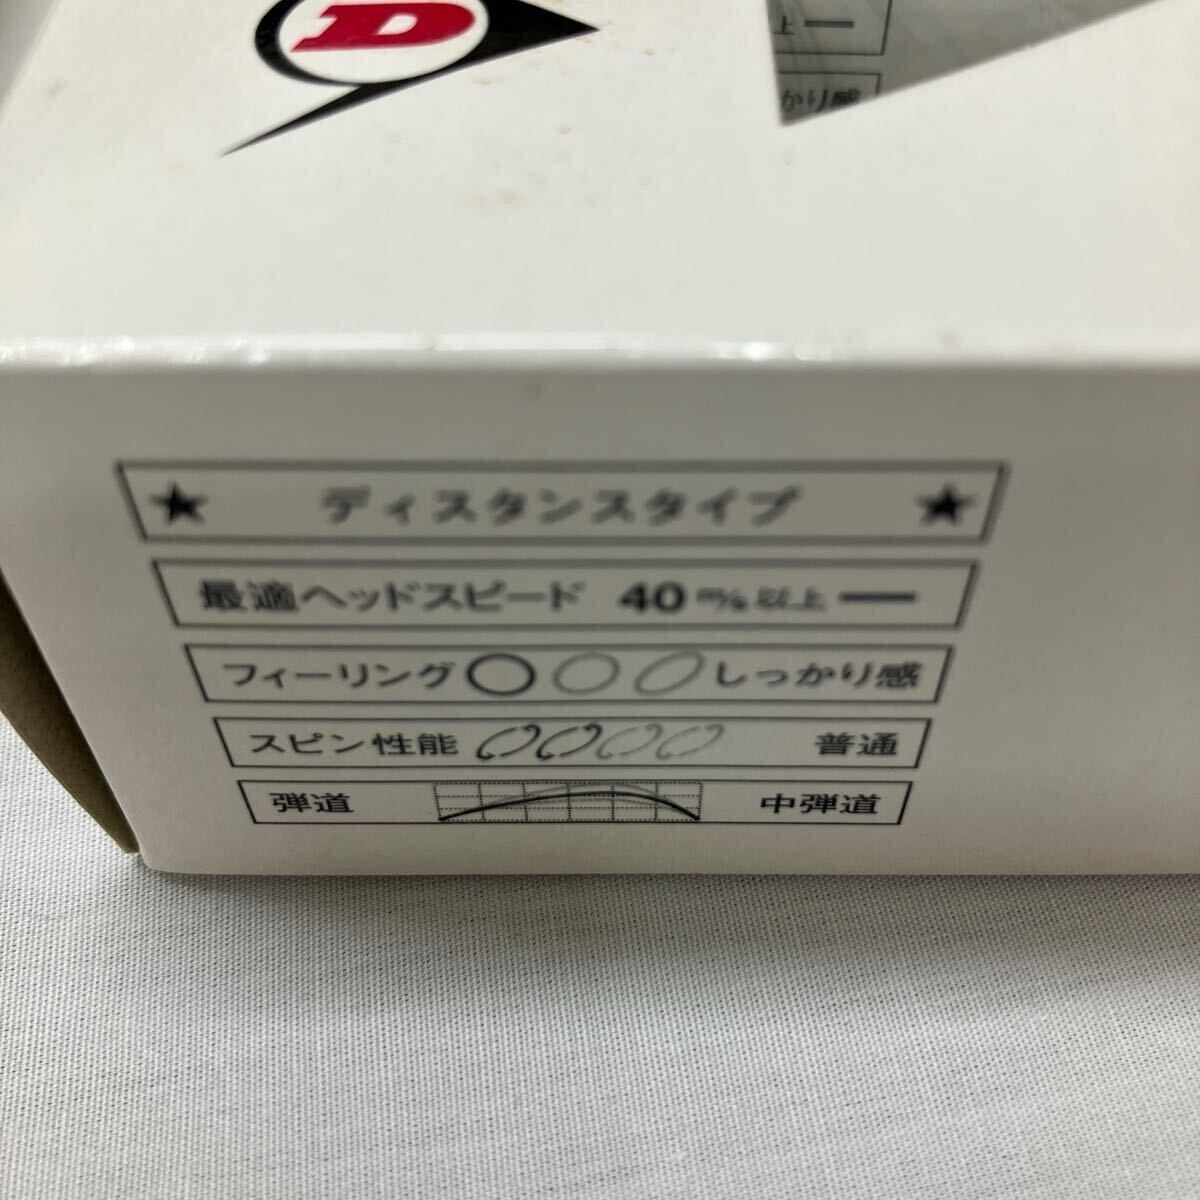 D
上
かり感
★ ディスタンスタイプ ★
最適ヘッドスピード 40m/s以上
フィーリング しっかり感
スピン性能 普通
弾道 中弾道